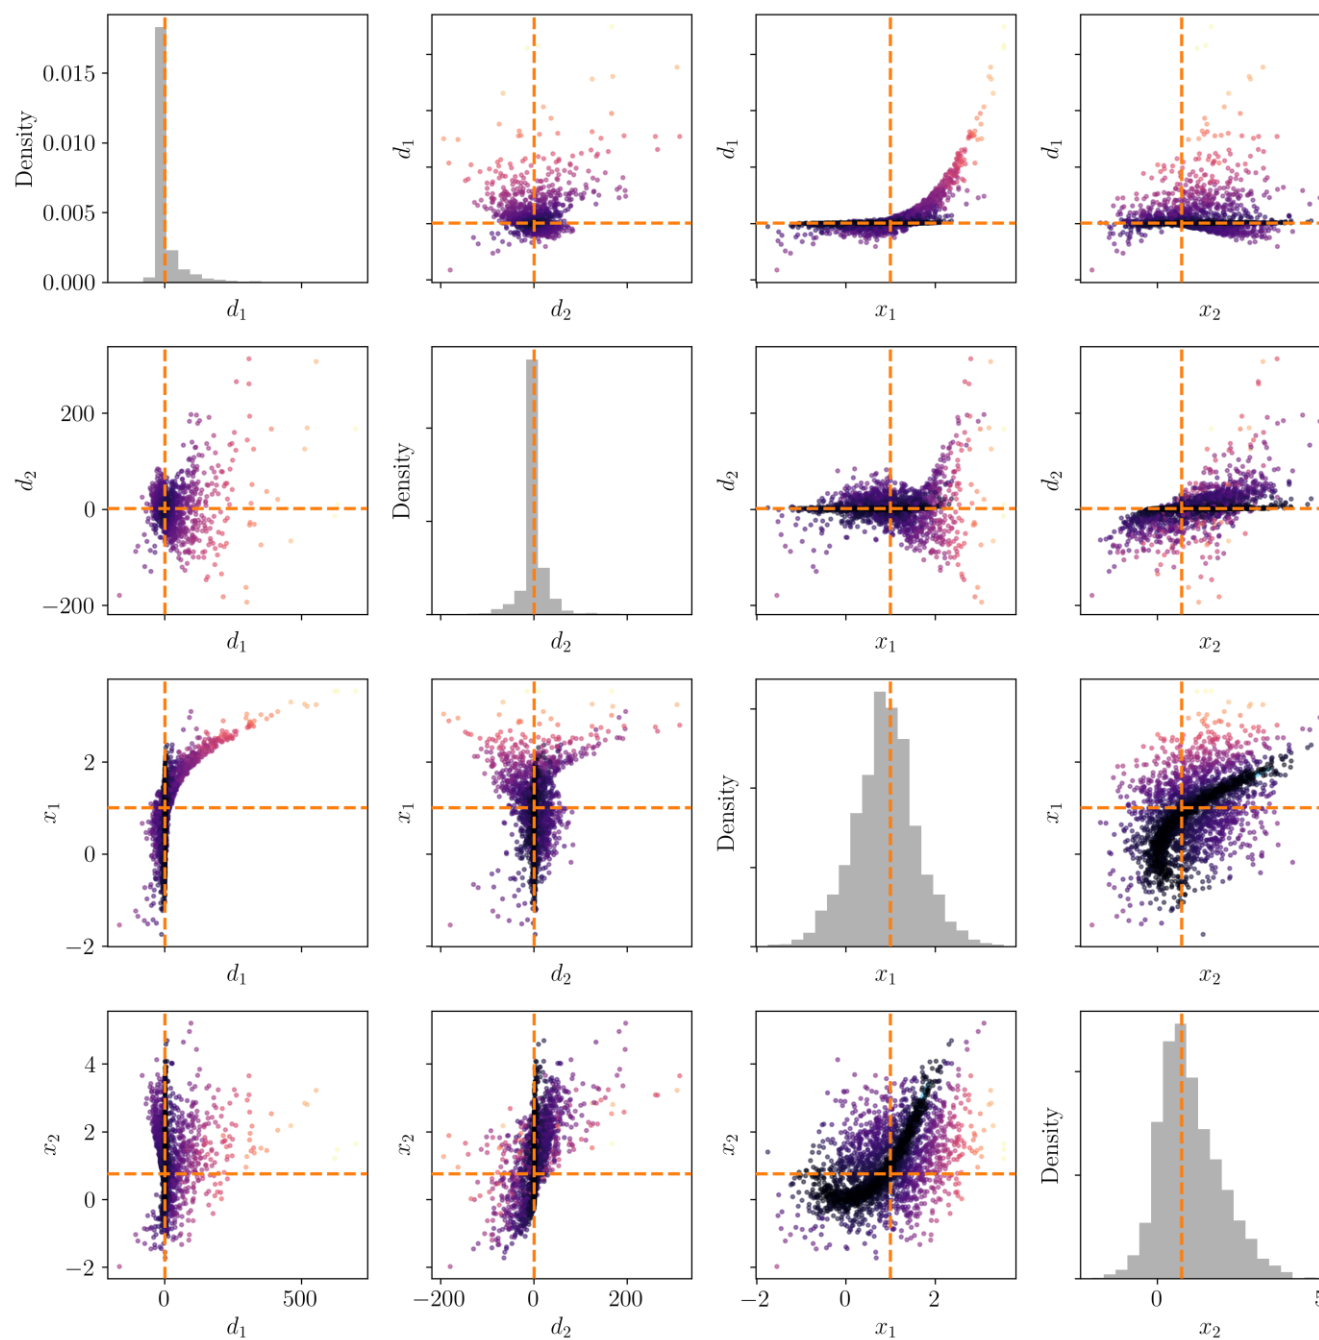 Density
0.015
0.010
0.005
0.000
d₁
d₁
d₂
d₁
x₁
d₁
x₂
d₂
200
0
−200
d₁
Density
d₂
d₂
x₁
d₂
x₂
x₁
2
0
−2
d₁
x₁
d₂
Density
x₁
x₁
x₂
x₂
4
2
0
−2
0
500
d₁
x₂
−200
0
200
d₂
x₂
−2
0
2
x₁
Density
0
5
x₂